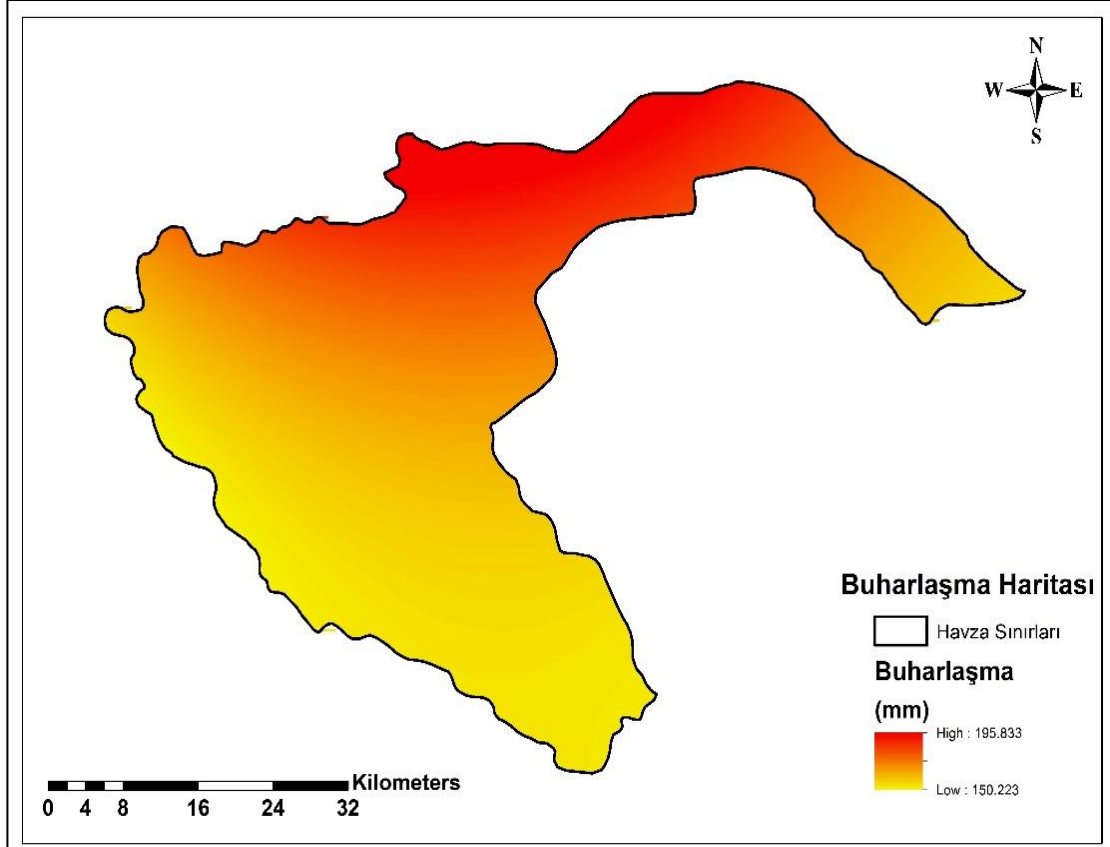 N
W E
S
Buharlaşma Haritası
Havza Sınırları
Buharlaşma
(mm)
High : 195.833
Low : 150.223
Kilometers
0 4 8 16 24 32